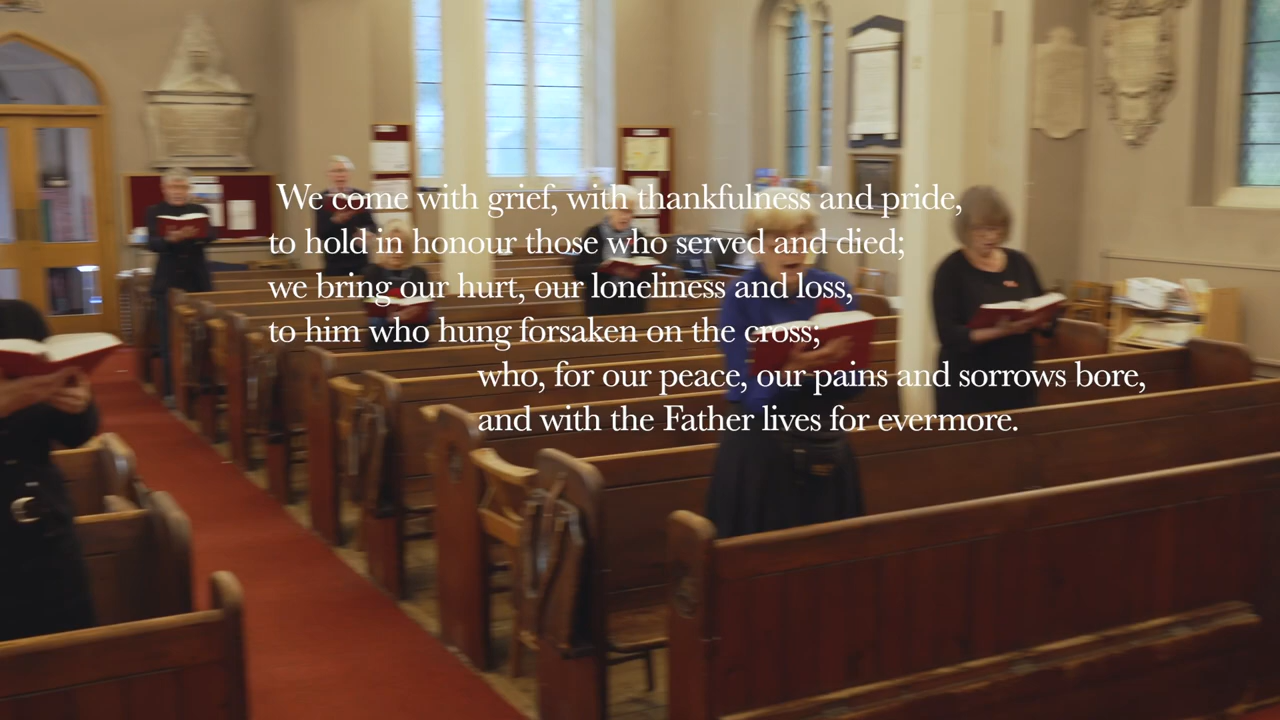 We come with grief, with thankfulness and pride,
to hold in honour those who served and died;
we bring our hurt, our loneliness and loss,
to him who hung forsaken on the cross;
who, for our peace, our pains and sorrows bore,
and with the Father lives for evermore.